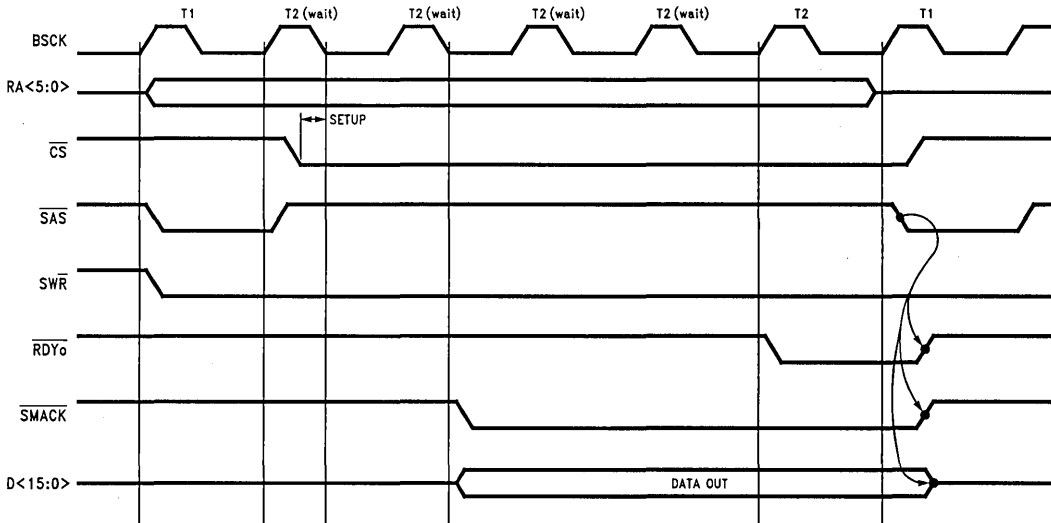 T1 T2 (wait) T2 (wait) T2 (wait) T2 (wait) T2 T1
BSCK
RA<5:0>
SETUP
CS
SAS
SWR
RDYo
SMACK
D<15:0> DATA OUT